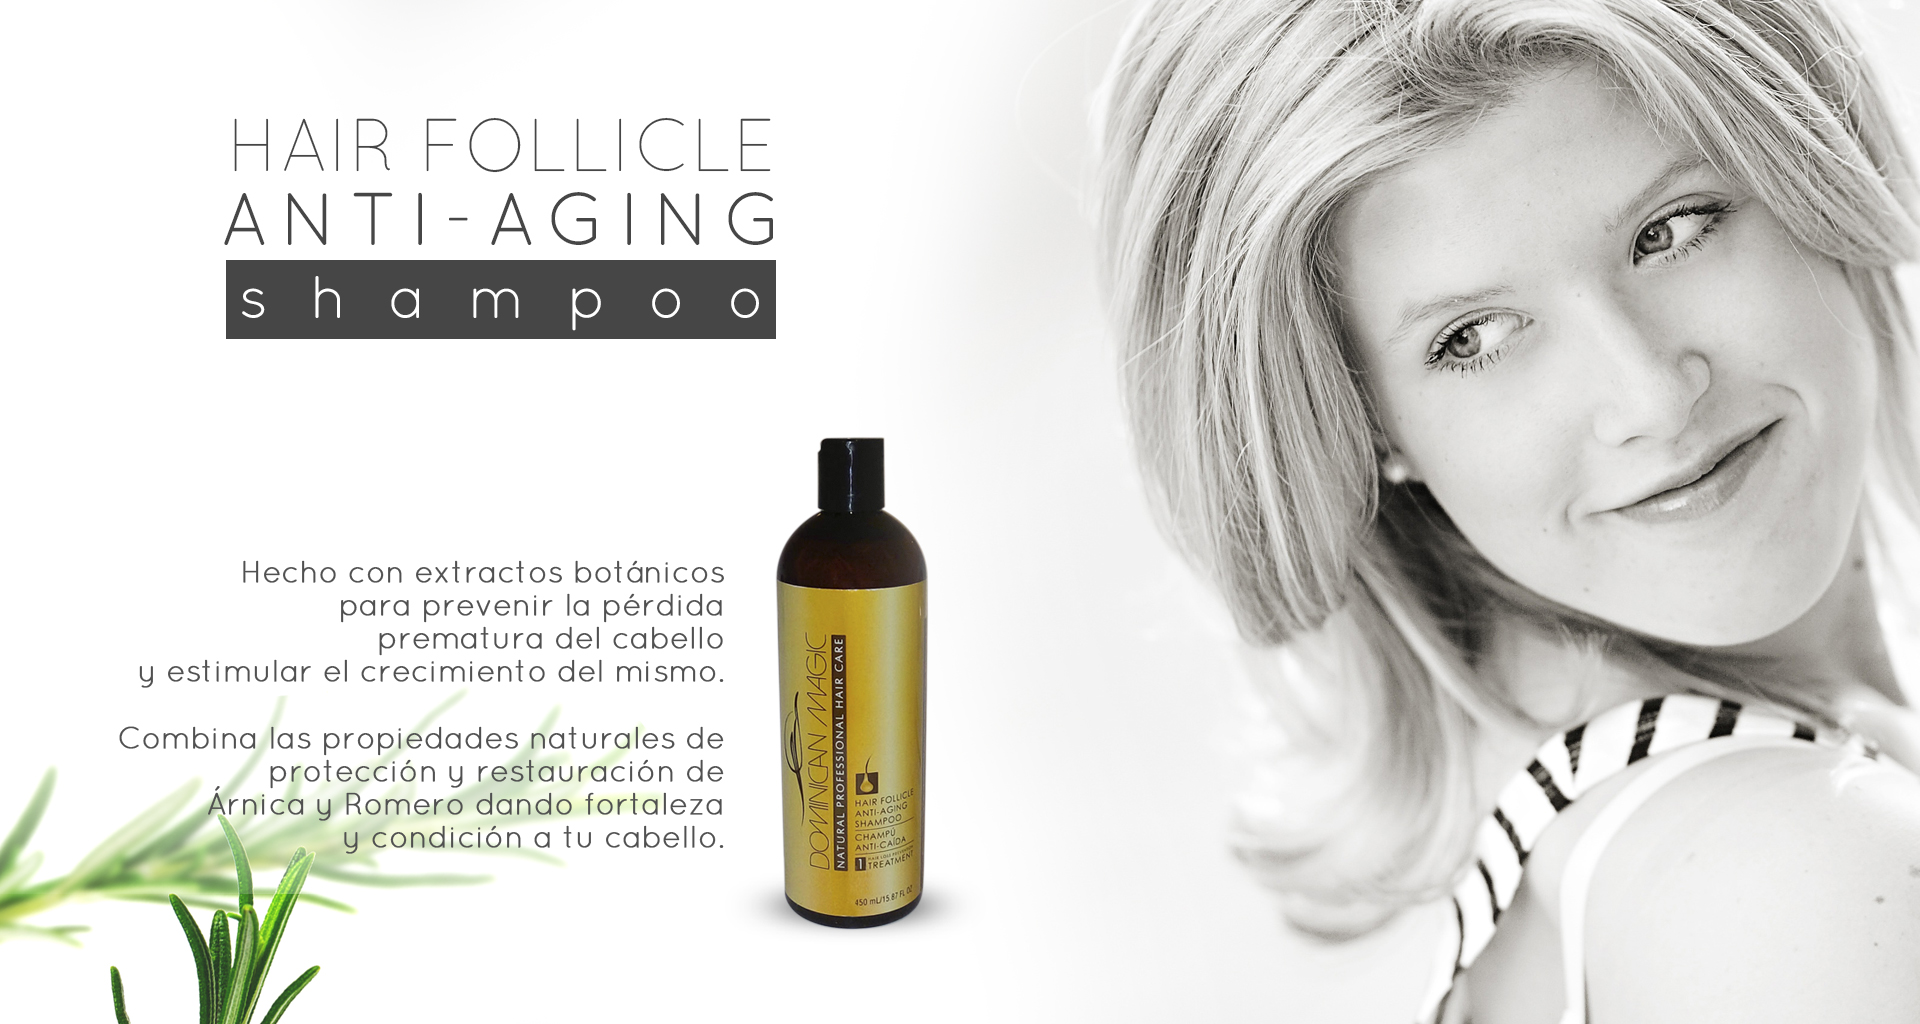 HAIR FOLLICLE
ANTI-AGING
shampoo
Hecho con extractos botánicos
para prevenir la pérdida
prematura del cabello
y estimular el crecimiento del mismo.
Combina las propiedades naturales de
protección y restauración de
Árnica y Romero dando fortaleza
y condición a tu cabello.
DOMINICAN MAGIC
NATURAL PROFESSIONAL HAIR CARE
HAIR FOLLICLE
ANTI-AGING
SHAMPOO
CHAMPÚ
ANTI-CAÍDA
1 HAIR LOSS
TREATMENT
450 mL/15.87 FL OZ